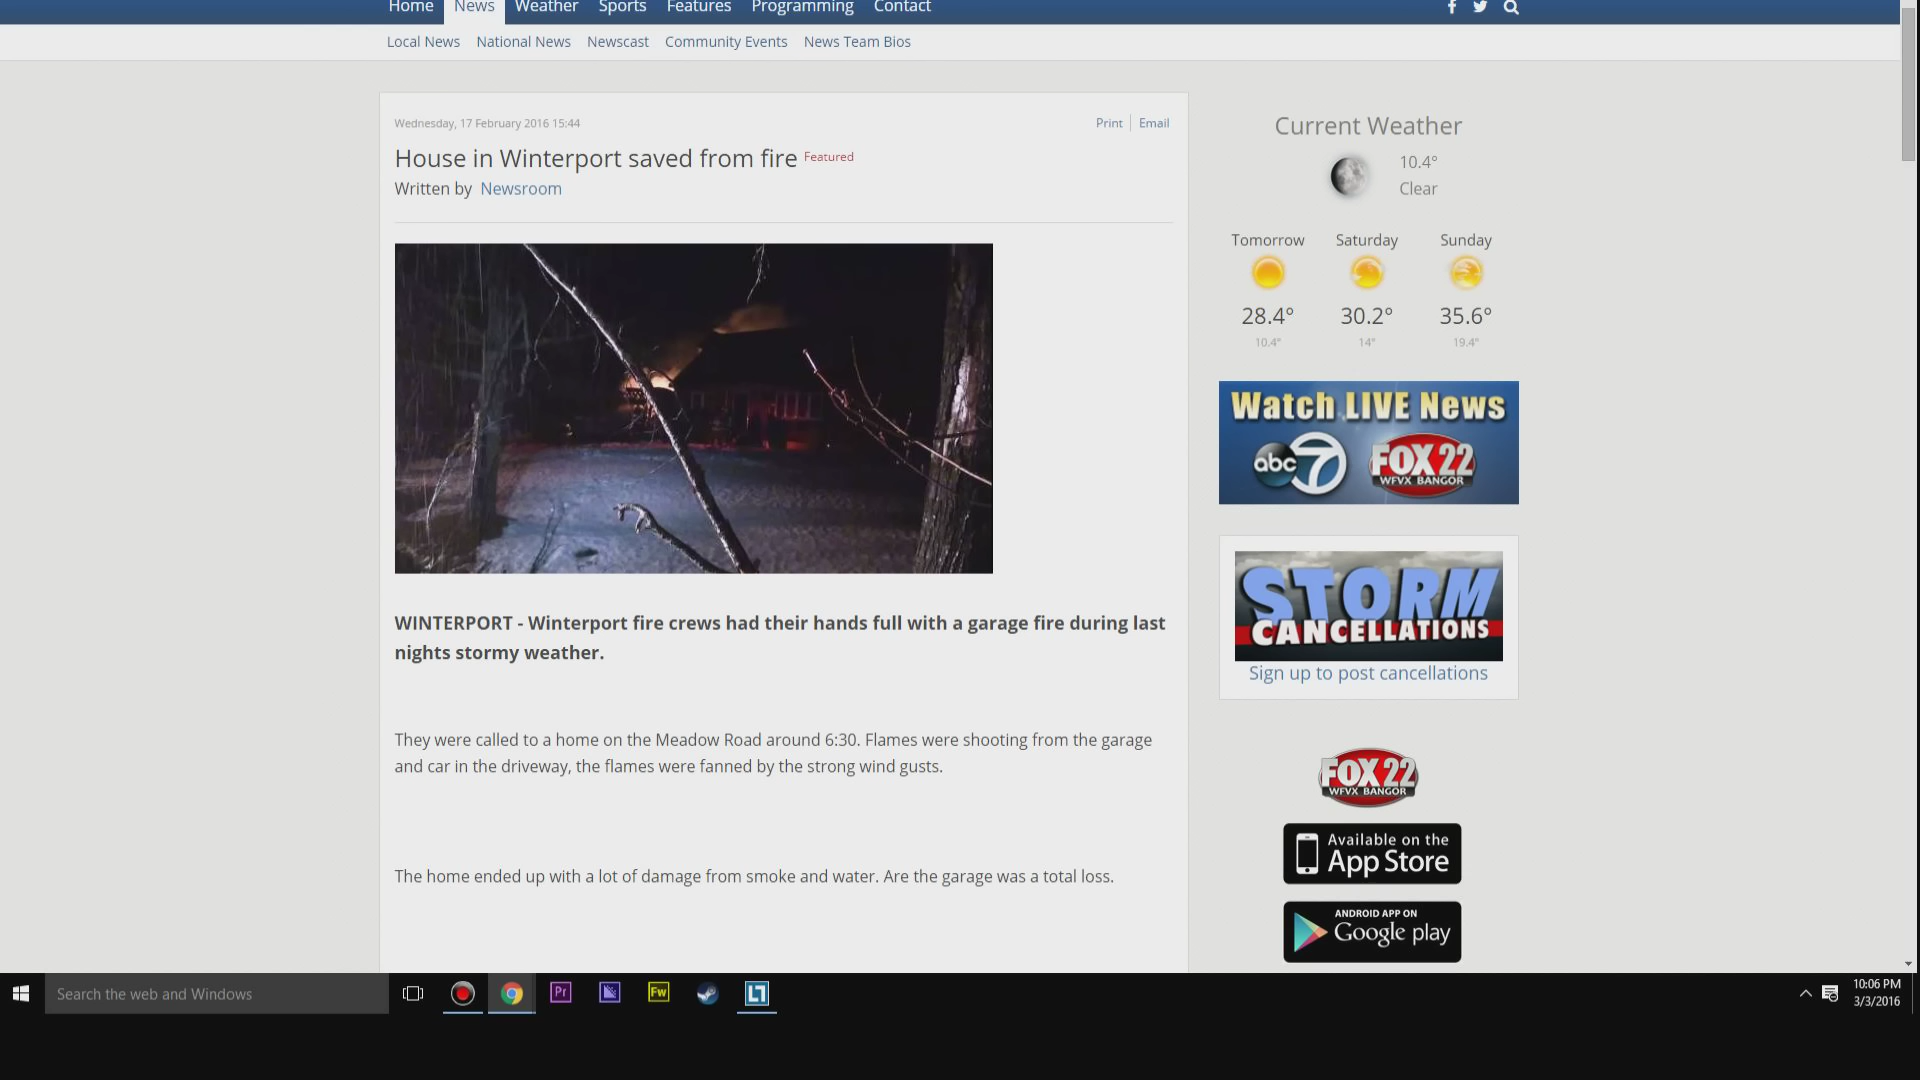 Home News Weather Sports Features Programming Contact
Local News National News Newscast Community Events News Team Bios
Wednesday, 17 February 2016 15:44
Print Email
House in Winterport saved from fire Featured
Written by Newsroom
WINTERPORT - Winterport fire crews had their hands full with a garage fire during last
nights stormy weather.
They were called to a home on the Meadow Road around 6:30. Flames were shooting from the garage
and car in the driveway, the flames were fanned by the strong wind gusts.
The home ended up with a lot of damage from smoke and water. Are the garage was a total loss.
Current Weather
10.4°
Clear
Tomorrow Saturday Sunday
28.4° 30.2° 35.6°
10.4° 14° 19.4°
Watch LIVE News
abc 7 FOX 22
WFVX BANGOR
STORM
CANCELLATIONS
Sign up to post cancellations
FOX 22
WFVX BANGOR
Available on the
App Store
ANDROID APP ON
Google play
Search the web and Windows
Pr
Fw
10:06 PM
3/3/2016